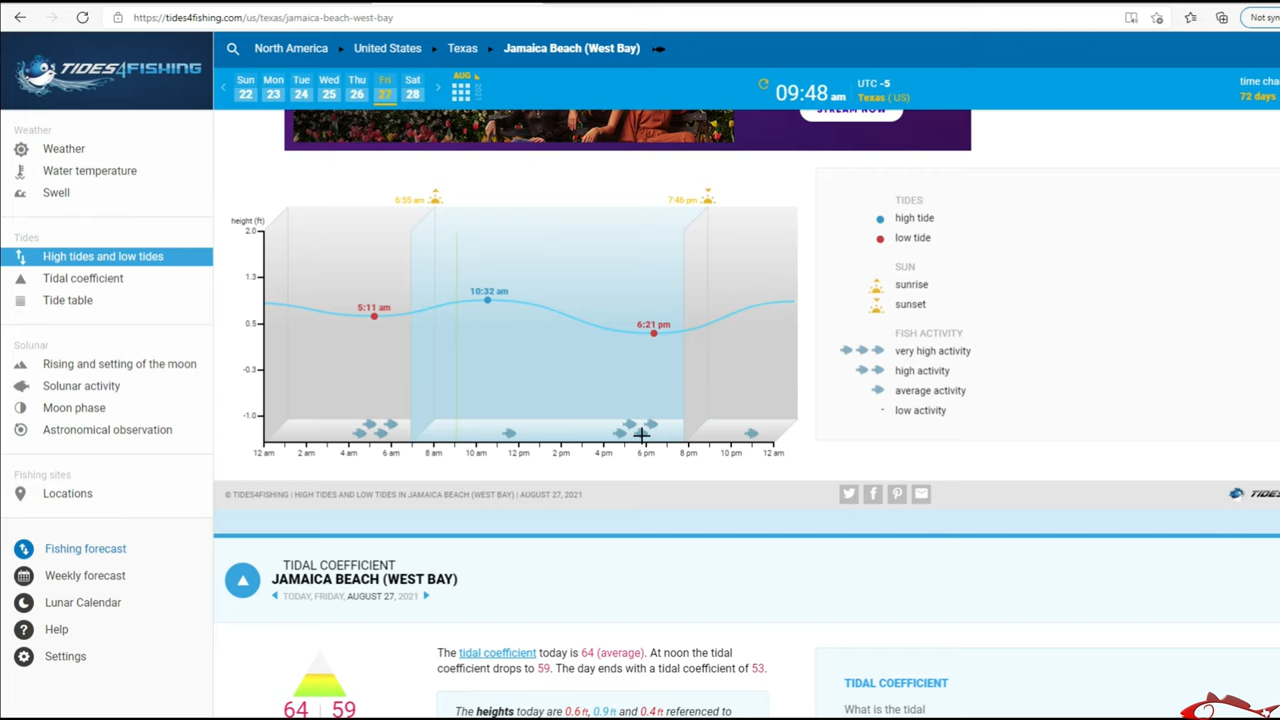 https://tides4fishing.com/us/texas/jamaica-beach-west-bay
Not syn
TIDES4FISHING
North America
United States
Texas
Jamaica Beach (West Bay)
Sun
22
Mon
23
Tue
24
Wed
25
Thu
26
Fri
27
Sat
28
AUG
2021
09:48 am
UTC -5
Texas ( US)
time cha
72 days
STREAM NOW
Weather
Weather
Water temperature
Swell
Tides
High tides and low tides
Tidal coefficient
Tide table
Solunar
Rising and setting of the moon
Solunar activity
Moon phase
Astronomical observation
Fishing sites
Locations
Fishing forecast
Weekly forecast
Lunar Calendar
Help
Settings
6:55 am
7:46 pm
height (ft)
2.0
1.3
0.5
-0.3
-1.0
5:11 am
10:32 am
6:21 pm
12 am
2 am
4 am
6 am
8 am
10 am
12 pm
2 pm
4 pm
6 pm
8 pm
10 pm
12 am
TIDES
high tide
low tide
SUN
sunrise
sunset
FISH ACTIVITY
very high activity
high activity
average activity
low activity
© TIDES4FISHING | HIGH TIDES AND LOW TIDES IN JAMAICA BEACH (WEST BAY) | AUGUST 27, 2021
TIDES
TIDAL COEFFICIENT
JAMAICA BEACH (WEST BAY)
TODAY, FRIDAY, AUGUST 27, 2021
64 | 59
The tidal coefficient today is 64 (average). At noon the tidal
coefficient drops to 59. The day ends with a tidal coefficient of 53.
The heights today are 0.6 ft, 0.9 ft and 0.4 ft referenced to
TIDAL COEFFICIENT
What is the tidal